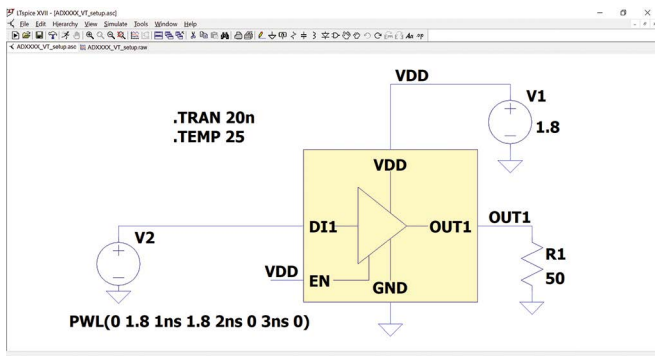 LTspice XVII - [ADXXXX_VT_setup.asc]
File Edit Hierarchy View Simulate Tools Window Help
ADXXXX_VT_setup.asc ADXXXX_VT_setup.raw
VDD
V1
1.8
.TRAN 20n
.TEMP 25
VDD
DI1
OUT1
OUT1
V2
R1
50
VDD
EN
GND
PWL(0 1.8 1ns 1.8 2ns 0 3ns 0)